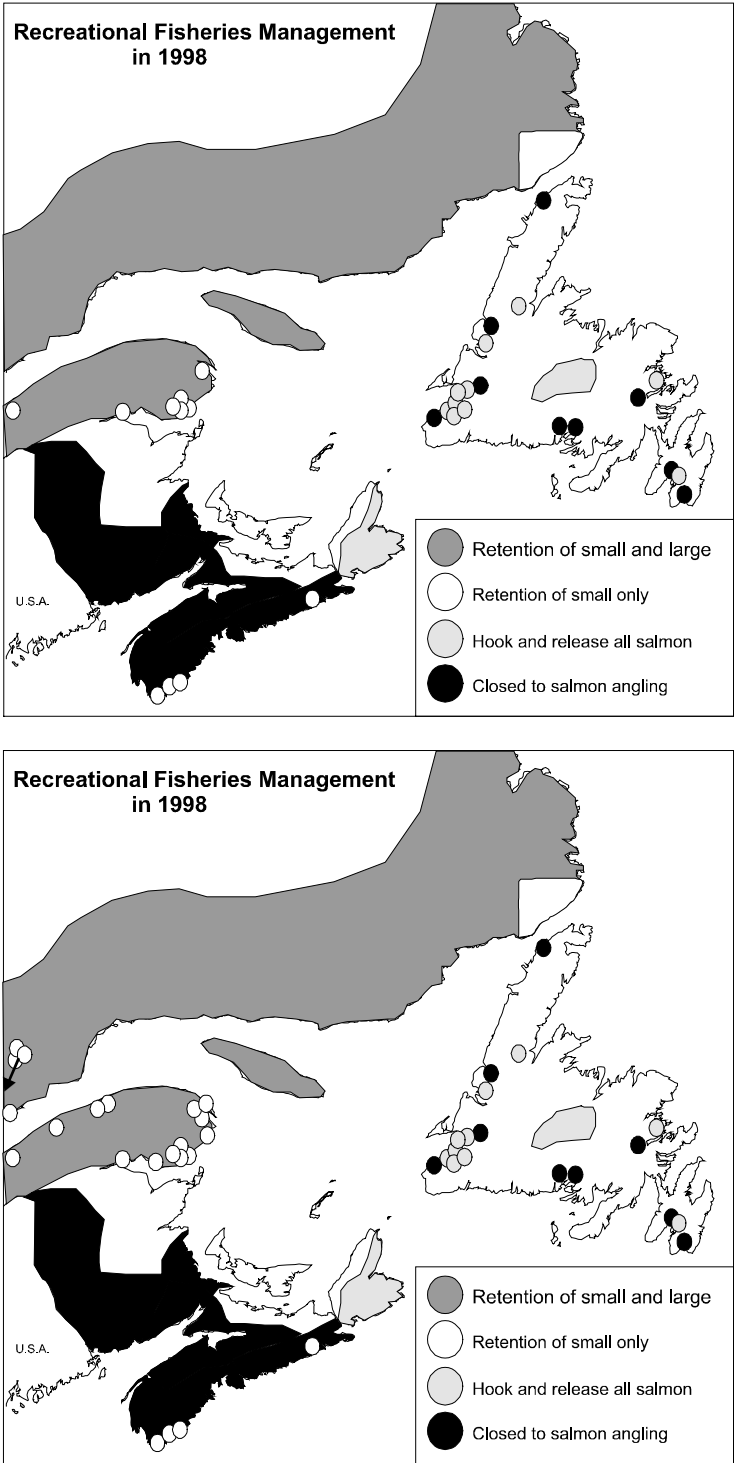 Recreational Fisheries Management
in 1998
U.S.A.
Retention of small and large
Retention of small only
Hook and release all salmon
Closed to salmon angling
Recreational Fisheries Management
in 1998
U.S.A.
Retention of small and large
Retention of small only
Hook and release all salmon
Closed to salmon angling